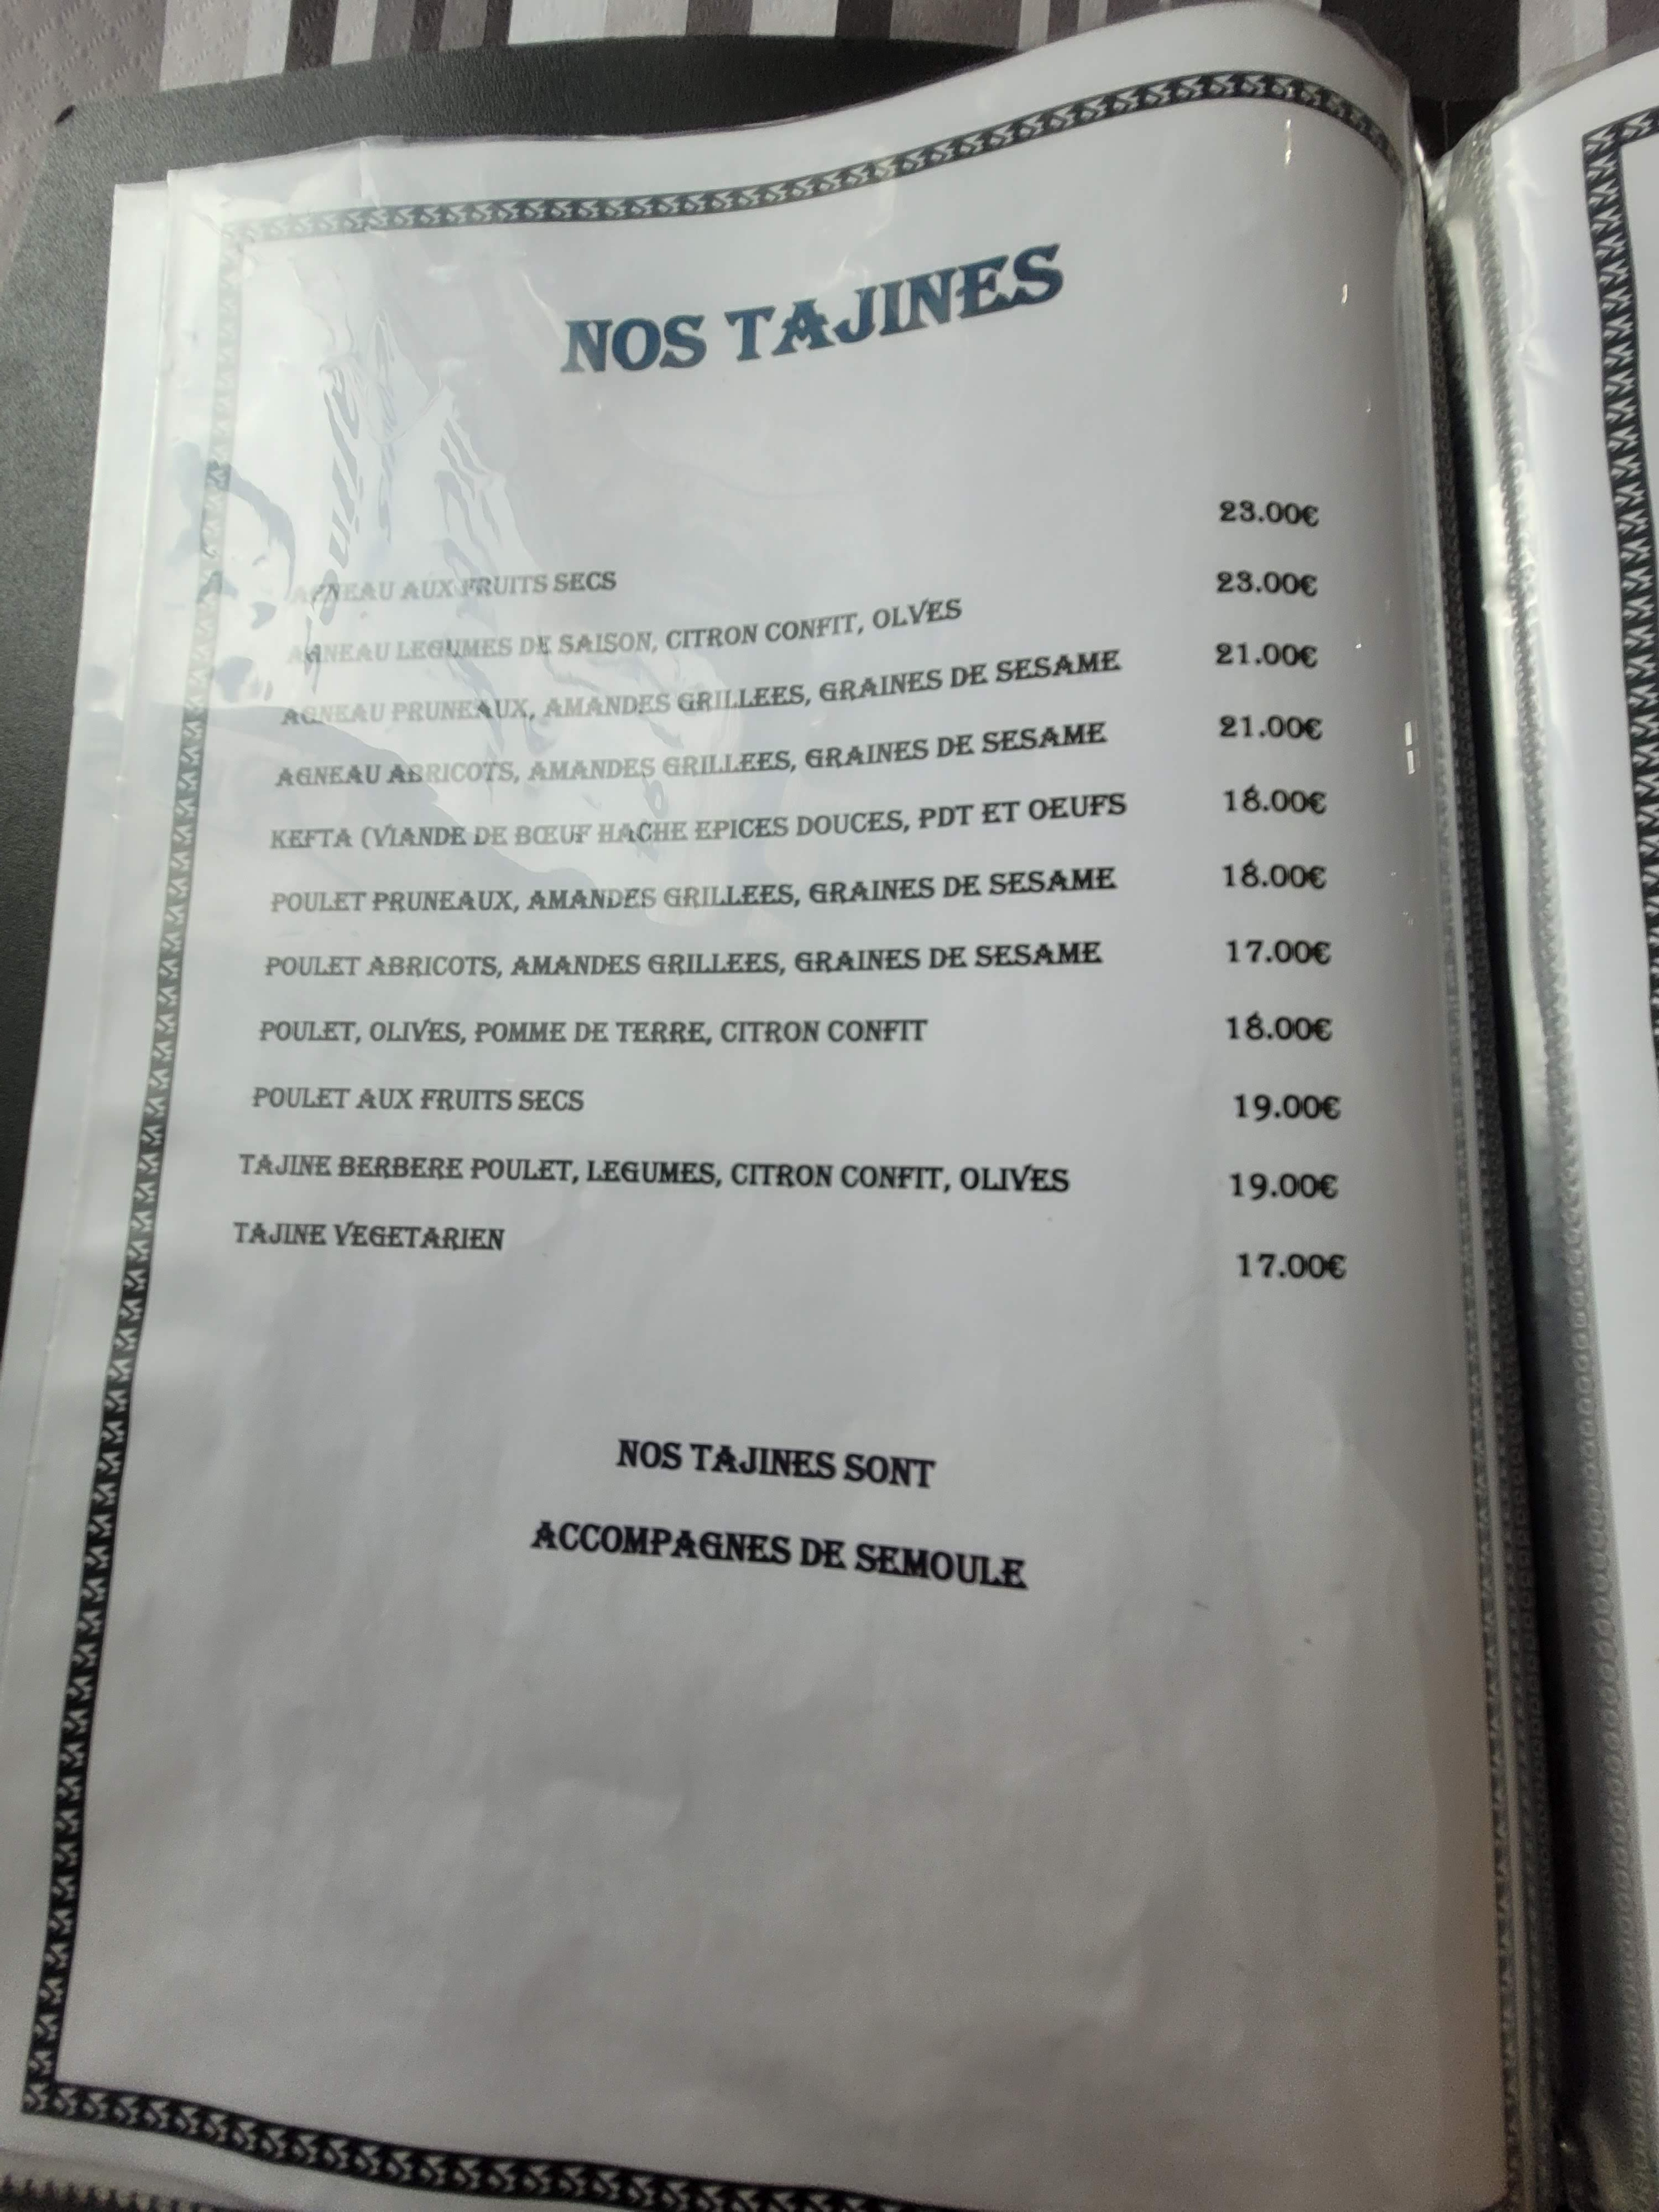 NOS TAJINES
AGNEAU AUX FRUITS SECS 23.00€
AGNEAU LEGUMES DE SAISON, CITRON CONFIT, OLVES 23.00€
AGNEAU PRUNEAUX, AMANDES GRILLEES, GRAINES DE SESAME 21.00€
AGNEAU ABRICOTS, AMANDES GRILLEES, GRAINES DE SESAME 21.00€
KEFTA (VIANDE DE BŒUF HACHE EPICES DOUCES, PDT ET OEUFS 18.00€
POULET PRUNEAUX, AMANDES GRILLEES, GRAINES DE SESAME 18.00€
POULET ABRICOTS, AMANDES GRILLEES, GRAINES DE SESAME 17.00€
POULET, OLIVES, POMME DE TERRE, CITRON CONFIT 18.00€
POULET AUX FRUITS SECS 19.00€
TAJINE BERBERE POULET, LEGUMES, CITRON CONFIT, OLIVES 19.00€
TAJINE VEGETARIEN 17.00€
NOS TAJINES SONT
ACCOMPAGNES DE SEMOULE